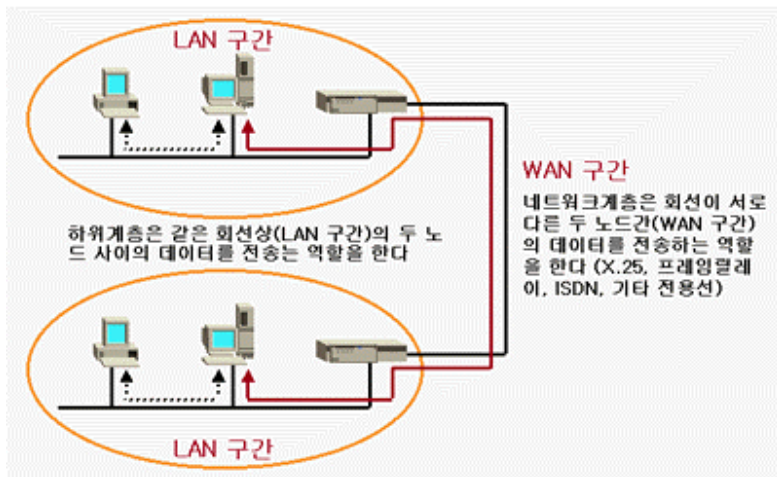 LAN 구간
WAN 구간
네트워크계층은 회선이 서로
다른 두 노드간(WAN 구간)
의 데이터를 전송하는 역할
을 한다 (X.25, 프레임렐레
이, ISDN, 기타 전용선)
하위계층은 같은 회선상(LAN 구간)의 두 노
드 사이의 데이터를 전송는 역할을 한다
LAN 구간